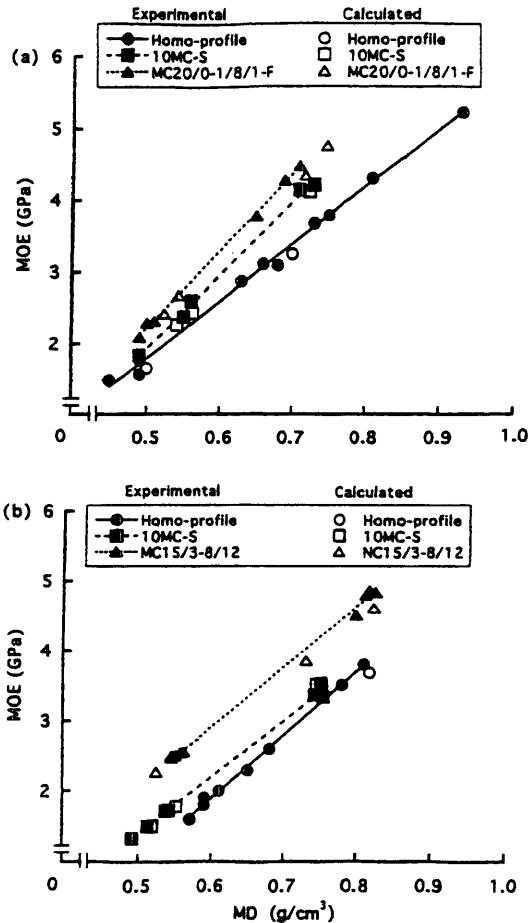 Experimental Calculated
(a)
Homo-profile Homo-profile
10MC-S 10MC-S
MC20/0-1/8/1-F MC20/0-1/8/1-F
MOE (GPa)
6
5
4
3
2
0 0.5 0.6 0.7 0.8 0.9 1.0
Experimental Calculated
(b)
Homo-profile Homo-profile
10MC-S 10MC-S
MC15/3-8/12 NC15/3-8/12
MOE (GPa)
6
5
4
3
2
0 0.5 0.6 0.7 0.8 0.9 1.0
MD (g/cm³)